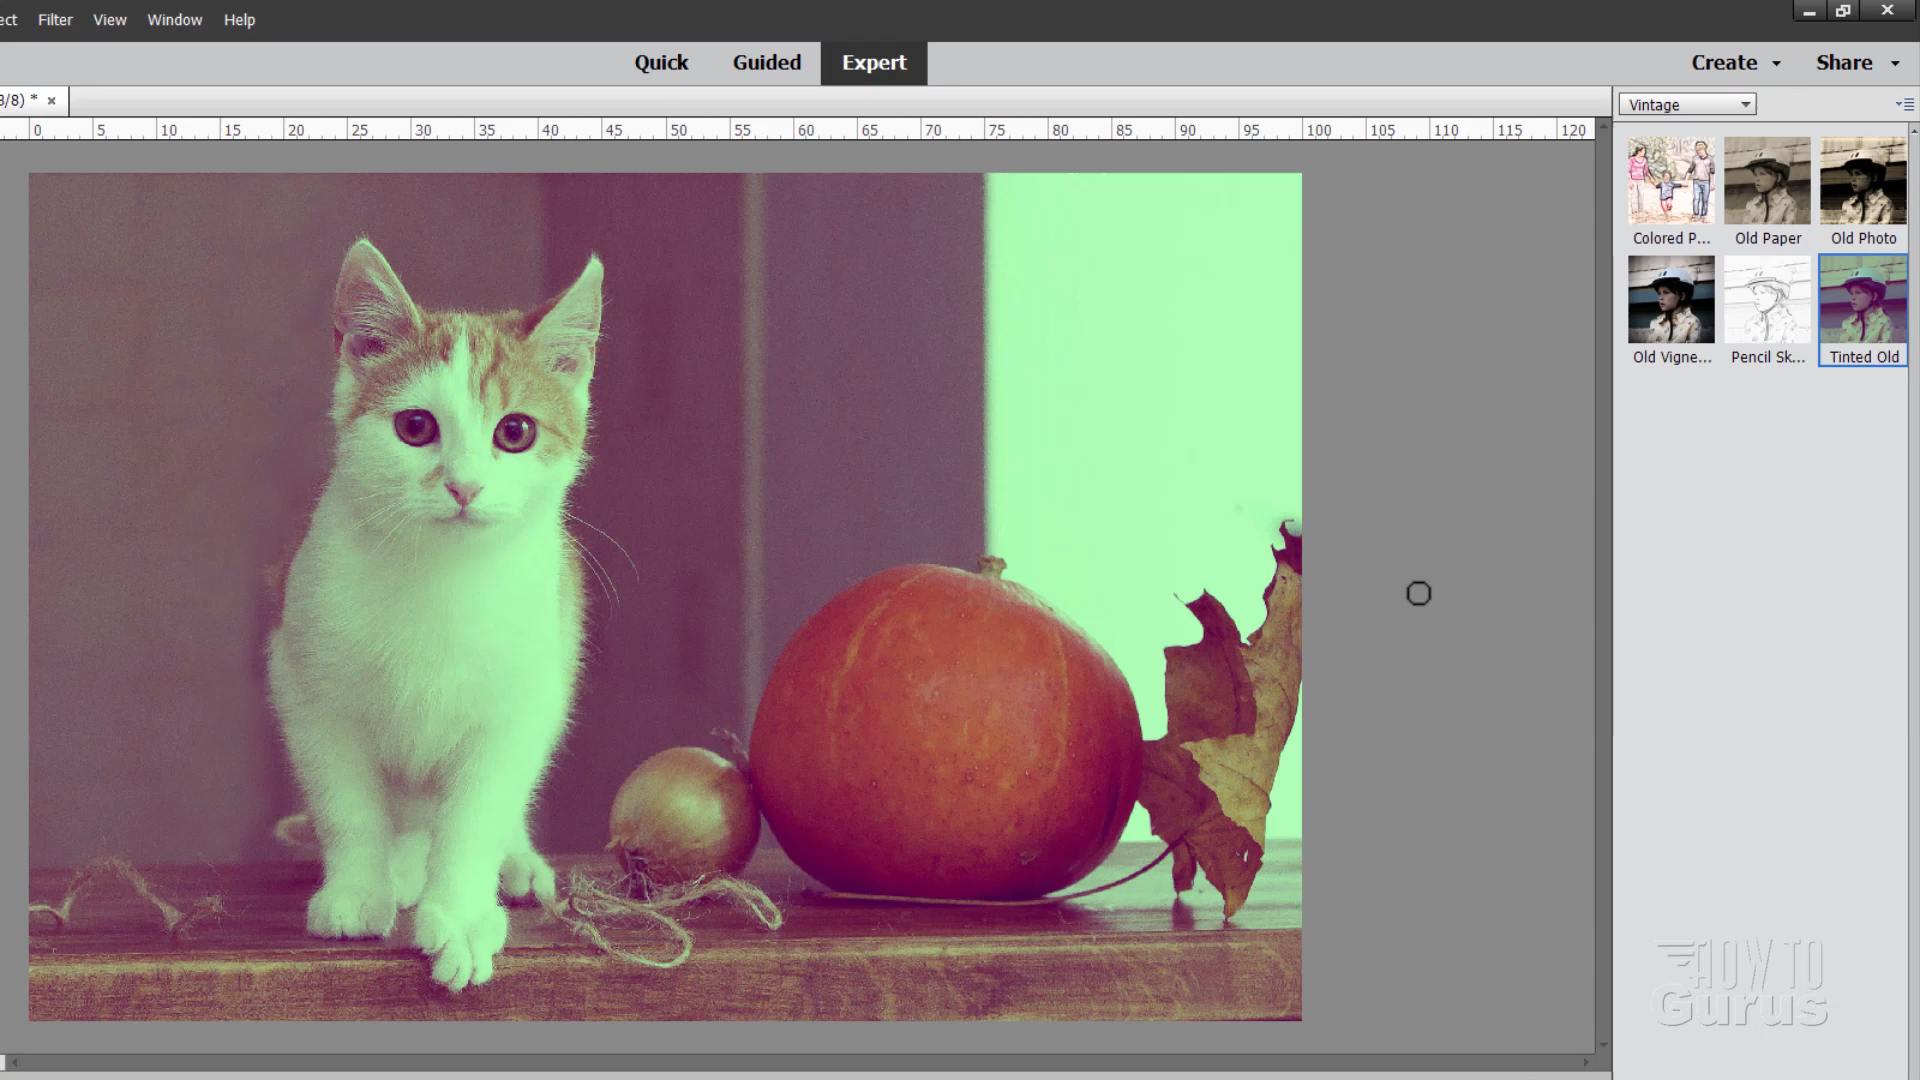 ect Filter View Window Help
Quick Guided Expert Create Share
8/8) * ×
0 5 10 15 20 25 30 35 40 45 50 55 60 65 70 75 80 85 90 95 100 105 110 115 120
Vintage
Colored P... Old Paper Old Photo
Old Vigne... Pencil Sk... Tinted Old
HOW TO
Gurus